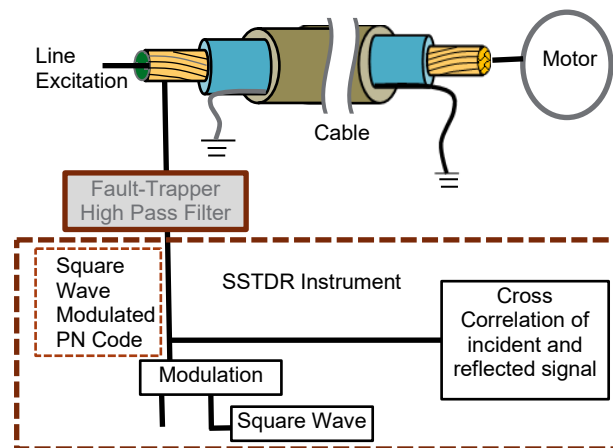 Line
Excitation
Motor
Cable
Fault-Trapper
High Pass Filter
Square
Wave
Modulated
PN Code
SSTDR Instrument
Cross
Correlation of
incident and
reflected signal
Modulation
Square Wave